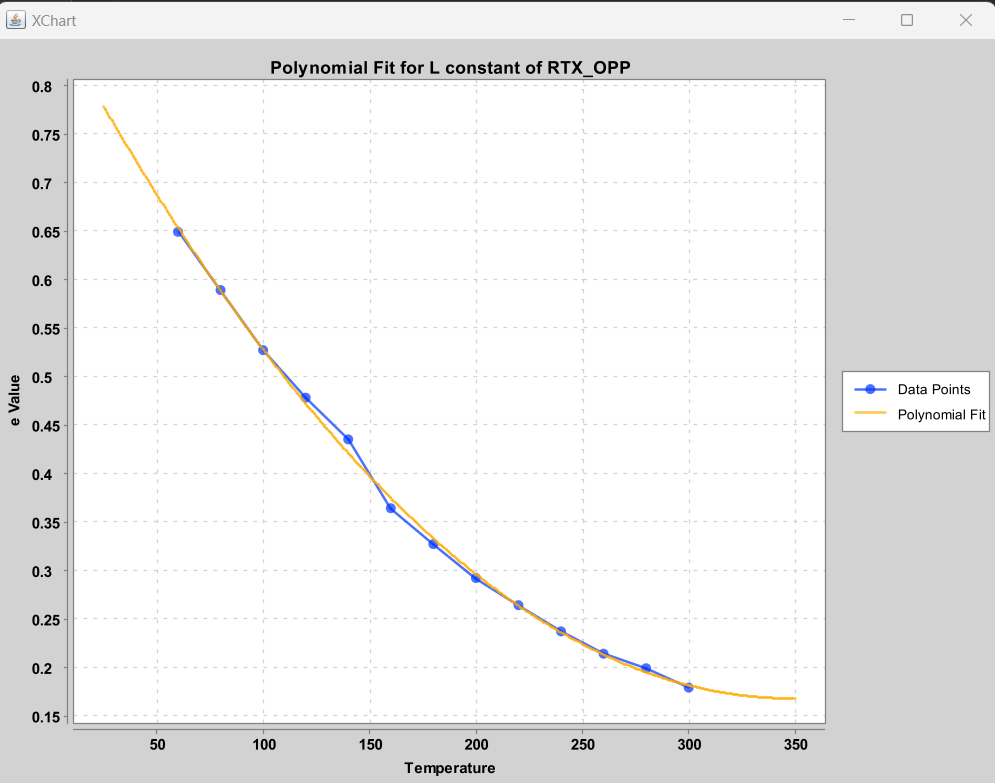 XChart
Polynomial Fit for L constant of RTX_OPP
0.8
0.75
0.7
0.65
0.6
0.55
0.5
0.45
0.4
0.35
0.3
0.25
0.2
0.15
e Value
50 100 150 200 250 300 350
Temperature
Data Points
Polynomial Fit